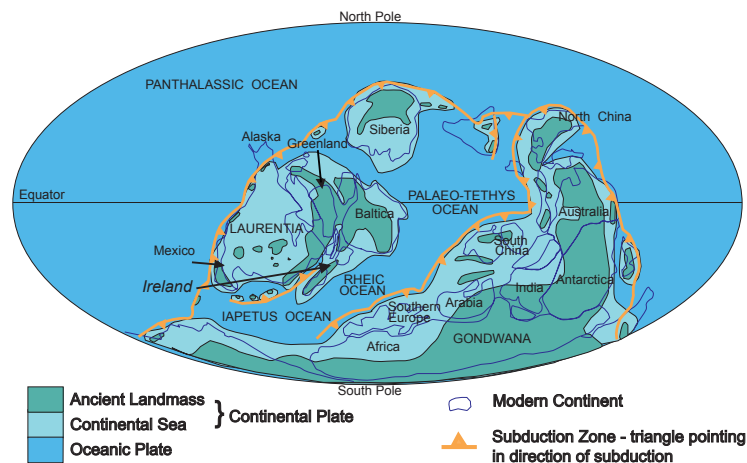 North Pole
PANTHALASSIC OCEAN
North China
Siberia
Alaska
Greenland
Equator
PALAEO-TETHYS
OCEAN
Baltica
Australia
LAURENTIA
South
China
Mexico
Ireland
RHEIC
OCEAN
Antarctica
India
Arabia
Southern
Europe
IAPETUS OCEAN
GONDWANA
Africa
South Pole
Ancient Landmass
Continental Sea
} Continental Plate
Oceanic Plate
Modern Continent
Subduction Zone - triangle pointing
in direction of subduction